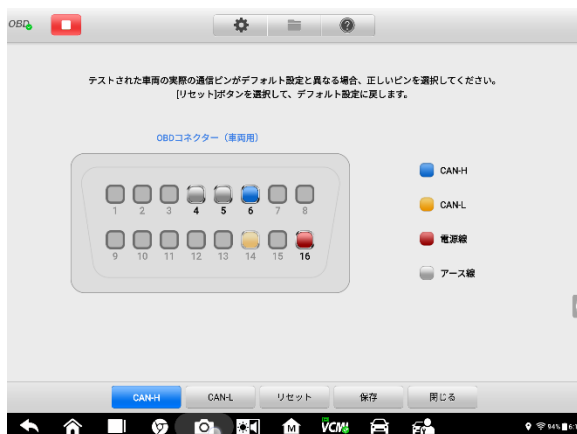 OBD
テストされた車両の実際の通信ピンがデフォルト設定と異なる場合、正しいピンを選択してください。
[リセット]ボタンを選択して、デフォルト設定に戻します。
OBDコネクター（車両用）
1 2 3 4 5 6 7 8
9 10 11 12 13 14 15 16
CAN-H
CAN-L
電源線
アース線
CAN-H CAN-L リセット 保存 閉じる
M VCMI 94%